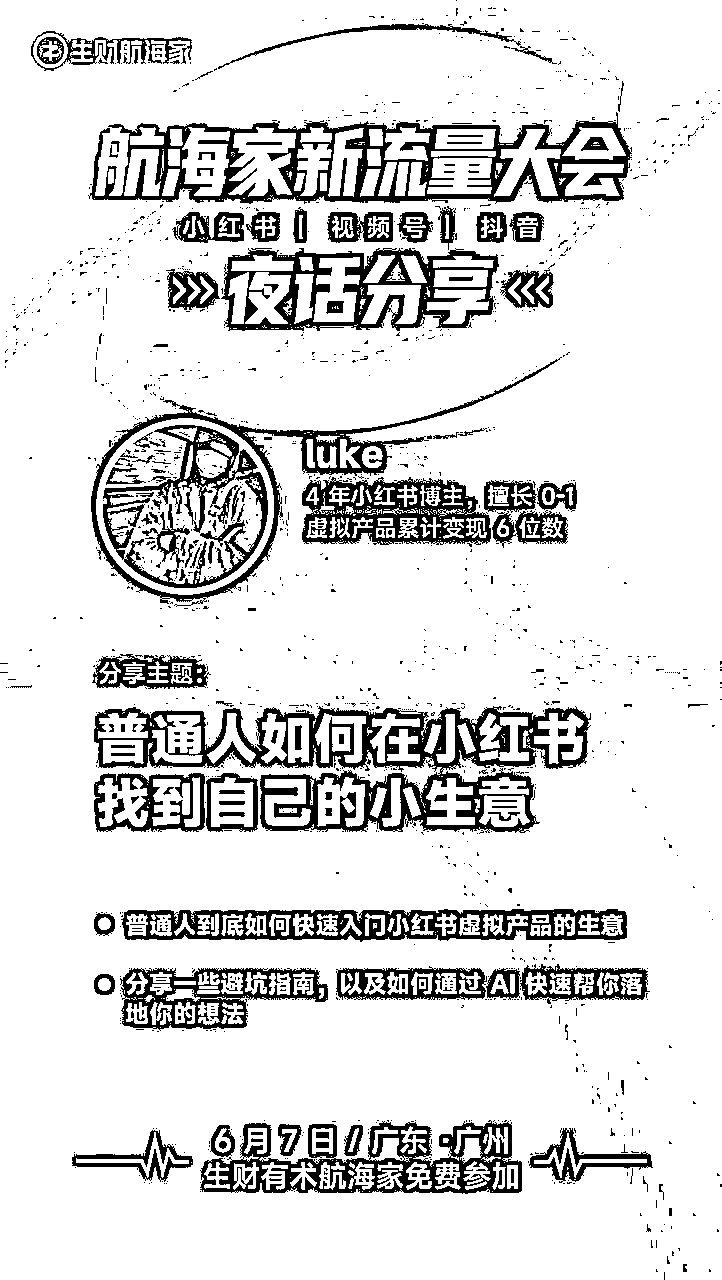 生财航海家
航海家新流量大会
小红书 | 视频号 | 抖音
>>> 夜话分享 <<<
luke
4 年小红书博主，擅长 0-1
虚拟产品累计变现 6 位数
分享主题：
普通人如何在小红书
找到自己的小生意
普通人到底如何快速入门小红书虚拟产品的生意
分享一些避坑指南，以及如何通过 AI 快速帮你落
地你的想法
6 月 7 日 / 广东 · 广州
生财有术航海家免费参加